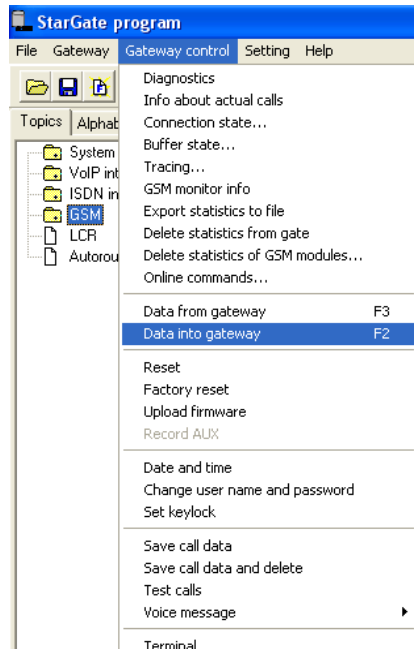 StarGate program
File Gateway Gateway control Setting Help
Topics Alphab
System
VoIP int
ISDN in
GSM
LCR
Autorou
Diagnostics
Info about actual calls
Connection state...
Buffer state...
Tracing...
GSM monitor info
Export statistics to file
Delete statistics from gate
Delete statistics of GSM modules...
Online commands...
Data from gateway F3
Data into gateway F2
Reset
Factory reset
Upload firmware
Record AUX
Date and time
Change user name and password
Set keylock
Save call data
Save call data and delete
Test calls
Voice message
Terminal